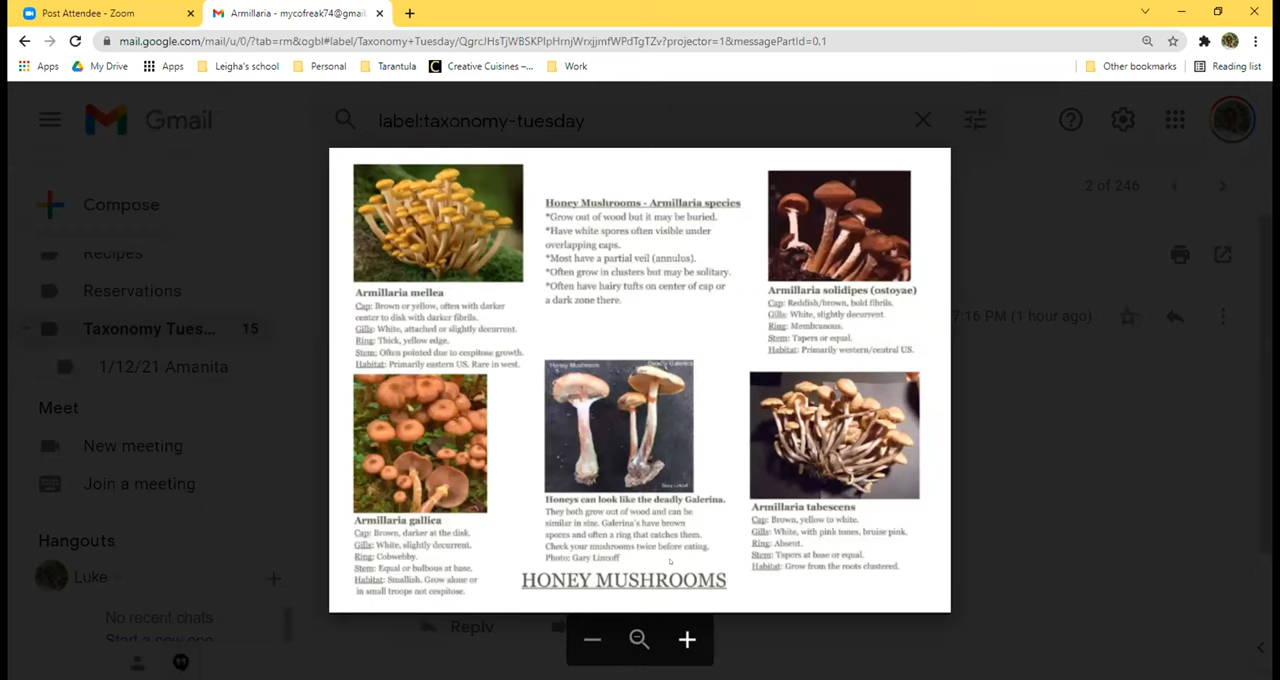 Post Attendee - Zoom
Armillaria - mycofreak74@gmail.
mail.google.com/mail/u/0/?tab=rm&ogbl#label/Taxonomy+Tuesday/QgrcJHsTjWBSKPlpHrnjWrxjjmfWPdTgTZv?projector=1&messagePartId=0.1
Apps
My Drive
Apps
Leigha's school
Personal
Tarantula
Creative Cuisines –...
Work
Other bookmarks
Reading list
Gmail
label:taxonomy-tuesday
Compose
2 of 246
Recipes
Reservations
Taxonomy Tues... 15
1/12/21 Amanita
7:16 PM (1 hour ago)
Meet
New meeting
Join a meeting
Hangouts
Luke
No recent chats
Start a new one
Reply
Armillaria mellea
Cap: Brown or yellow, often with darker
center to disk with darker fibrils.
Gills: White, attached or slightly decurrent.
Ring: Thick, yellow edge.
Stem: Often pointed due to cespitose growth.
Habitat: Primarily eastern US. Rare in west.
Honey Mushrooms - Armillaria species
*Grow out of wood but it may be buried.
*Have white spores often visible under
overlapping caps.
*Most have a partial veil (annulus).
*Often grow in clusters but may be solitary.
*Often have hairy tufts on center of cap or
a dark zone there.
Armillaria solidipes (ostoyae)
Cap: Reddish/brown, bold fibrils.
Gills: White, slightly decurrent.
Ring: Membranous.
Stem: Tapers or equal.
Habitat: Primarily western/central US.
Armillaria gallica
Cap: Brown, darker at the disk.
Gills: White, slightly decurrent.
Ring: Cobwebby.
Stem: Equal or bulbous at base.
Habitat: Smallish. Grow alone or
in small troops not cespitose.
Honey Mushroom
Deadly Galerina
Gary Lincoff
Honeys can look like the deadly Galerina.
They both grow out of wood and can be
similar in size. Galerina's have brown
spores and often a ring that catches them.
Check your mushrooms twice before eating.
Photo: Gary Lincoff
Armillaria tabescens
Cap: Brown, yellow to white.
Gills: White, with pink tones, bruise pink.
Ring: Absent.
Stem: Tapers at base or equal.
Habitat: Grow from the roots clustered.
HONEY MUSHROOMS